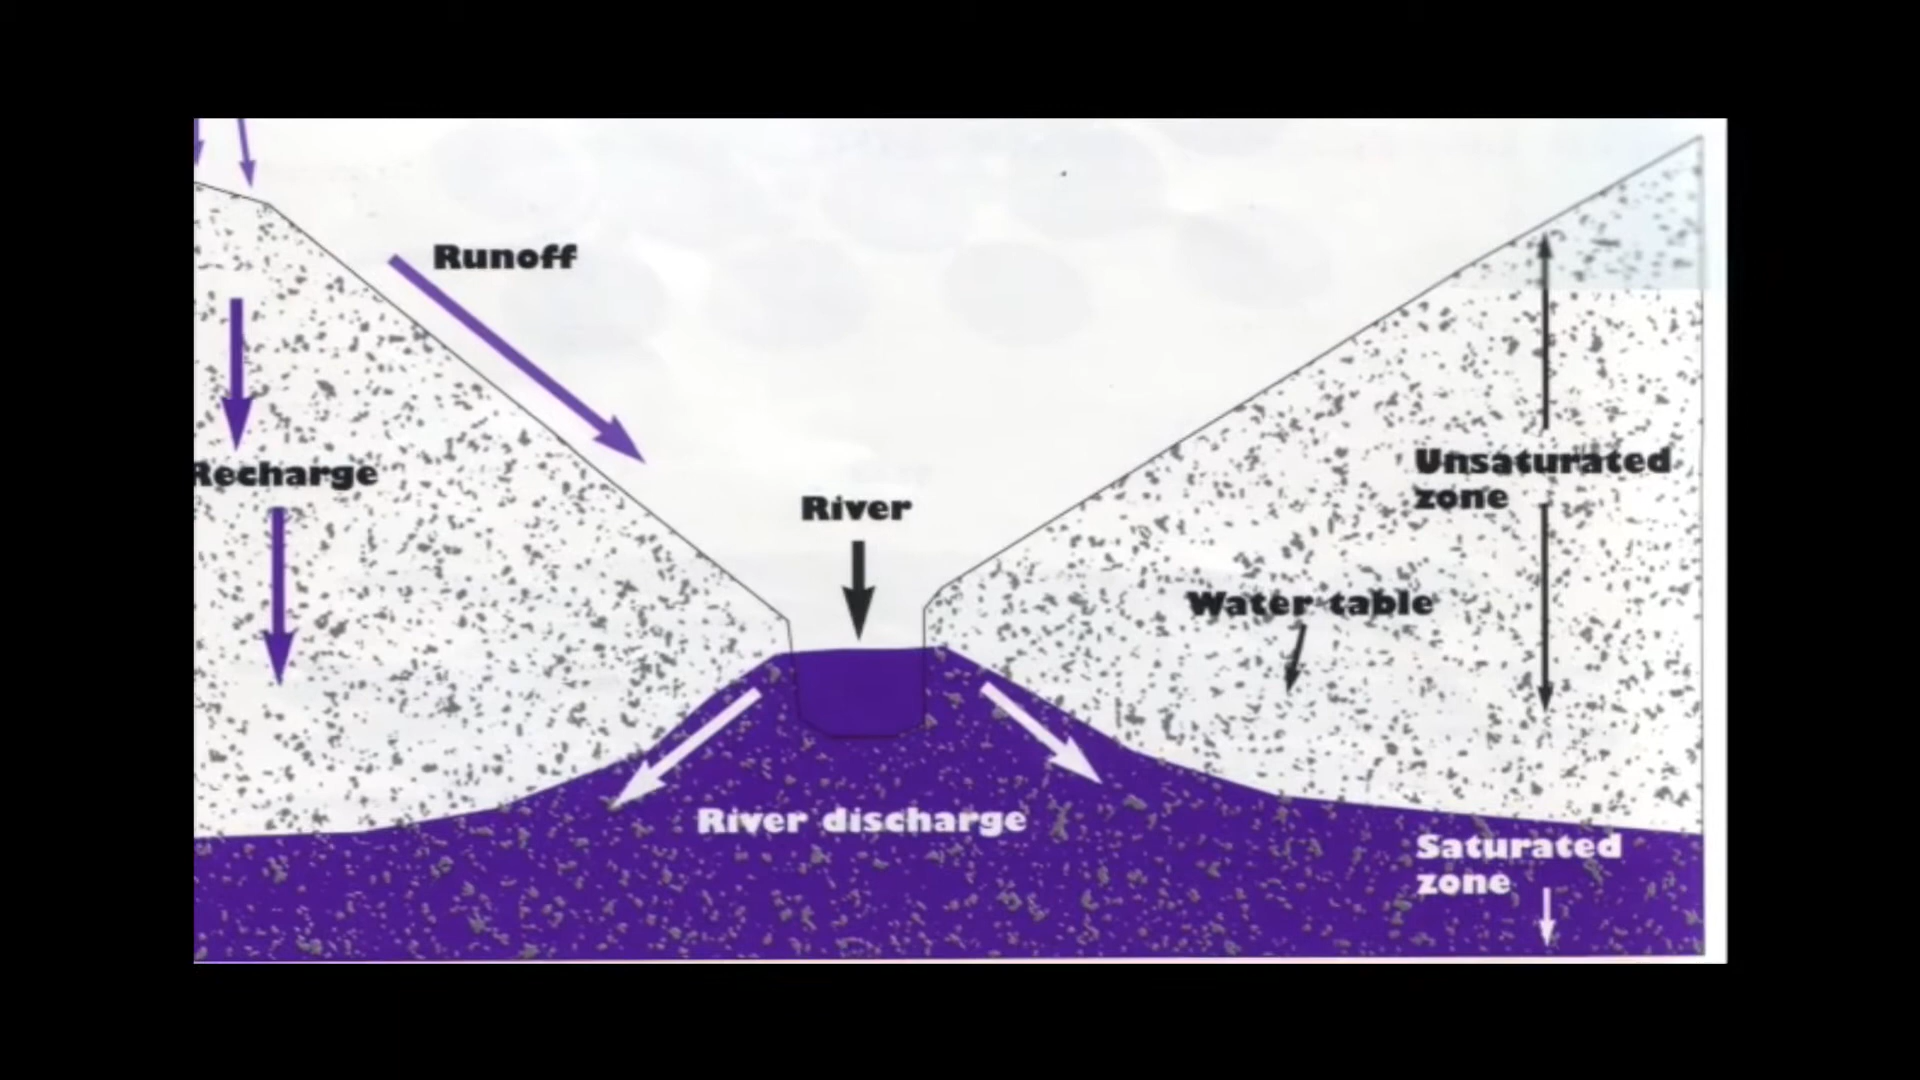 Runoff
Recharge
River
Unsaturated
zone
Water table
River discharge
Saturated
zone